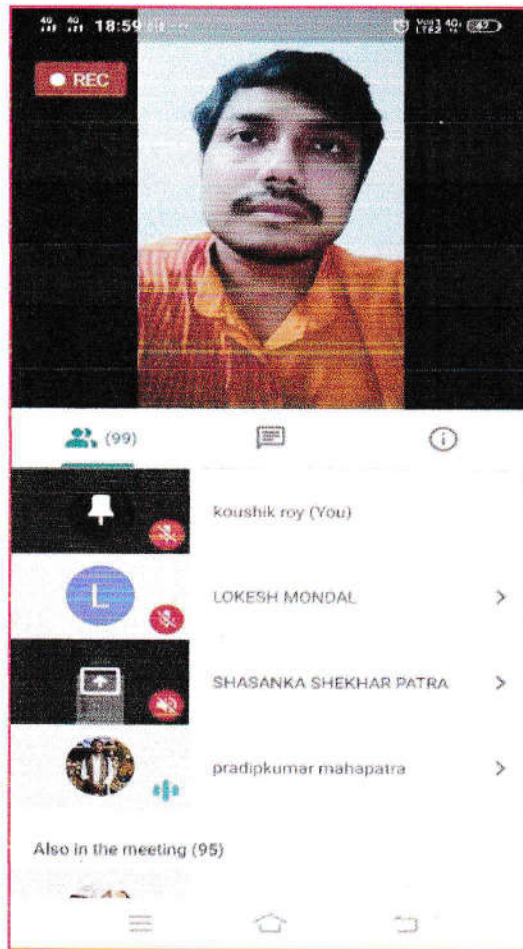 18:59
REC
(99)
koushik roy (You)
L
LOKESH MONDAL
SHASANKA SHEKHAR PATRA
pradipkumar mahapatra
Also in the meeting (95)